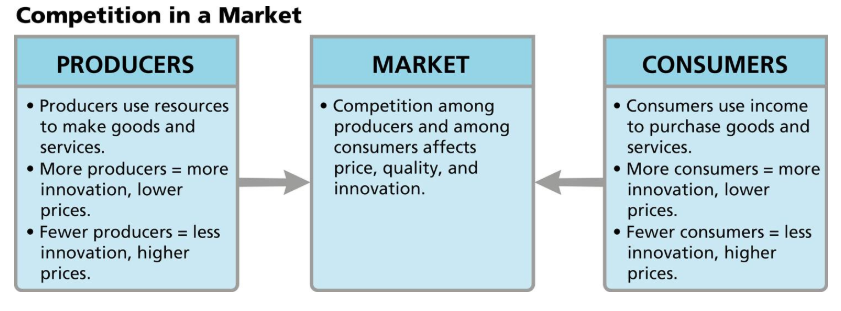 Competition in a Market
PRODUCERS
• Producers use resources
to make goods and
services.
• More producers = more
innovation, lower
prices.
• Fewer producers = less
innovation, higher
prices.
MARKET
• Competition among
producers and among
consumers affects
price, quality, and
innovation.
CONSUMERS
• Consumers use income
to purchase goods and
services.
• More consumers = more
innovation, lower
prices.
• Fewer consumers = less
innovation, higher
prices.